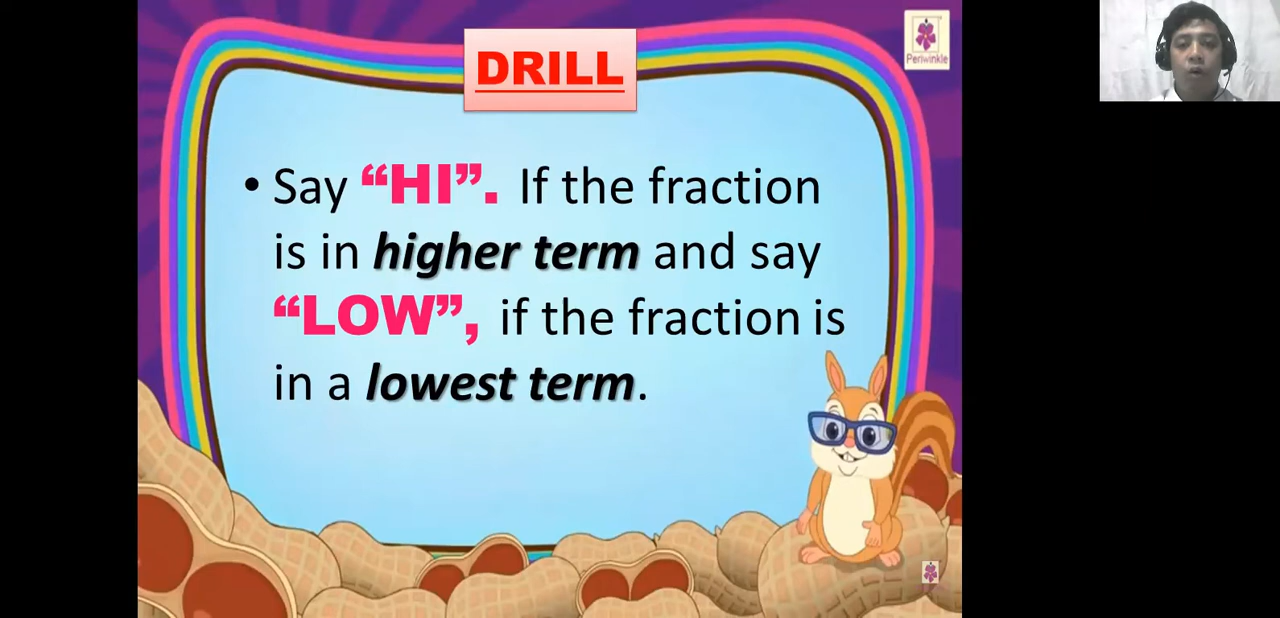 DRILL
Periwinkle
• Say “HI”. If the fraction
is in higher term and say
“LOW”, if the fraction is
in a lowest term.